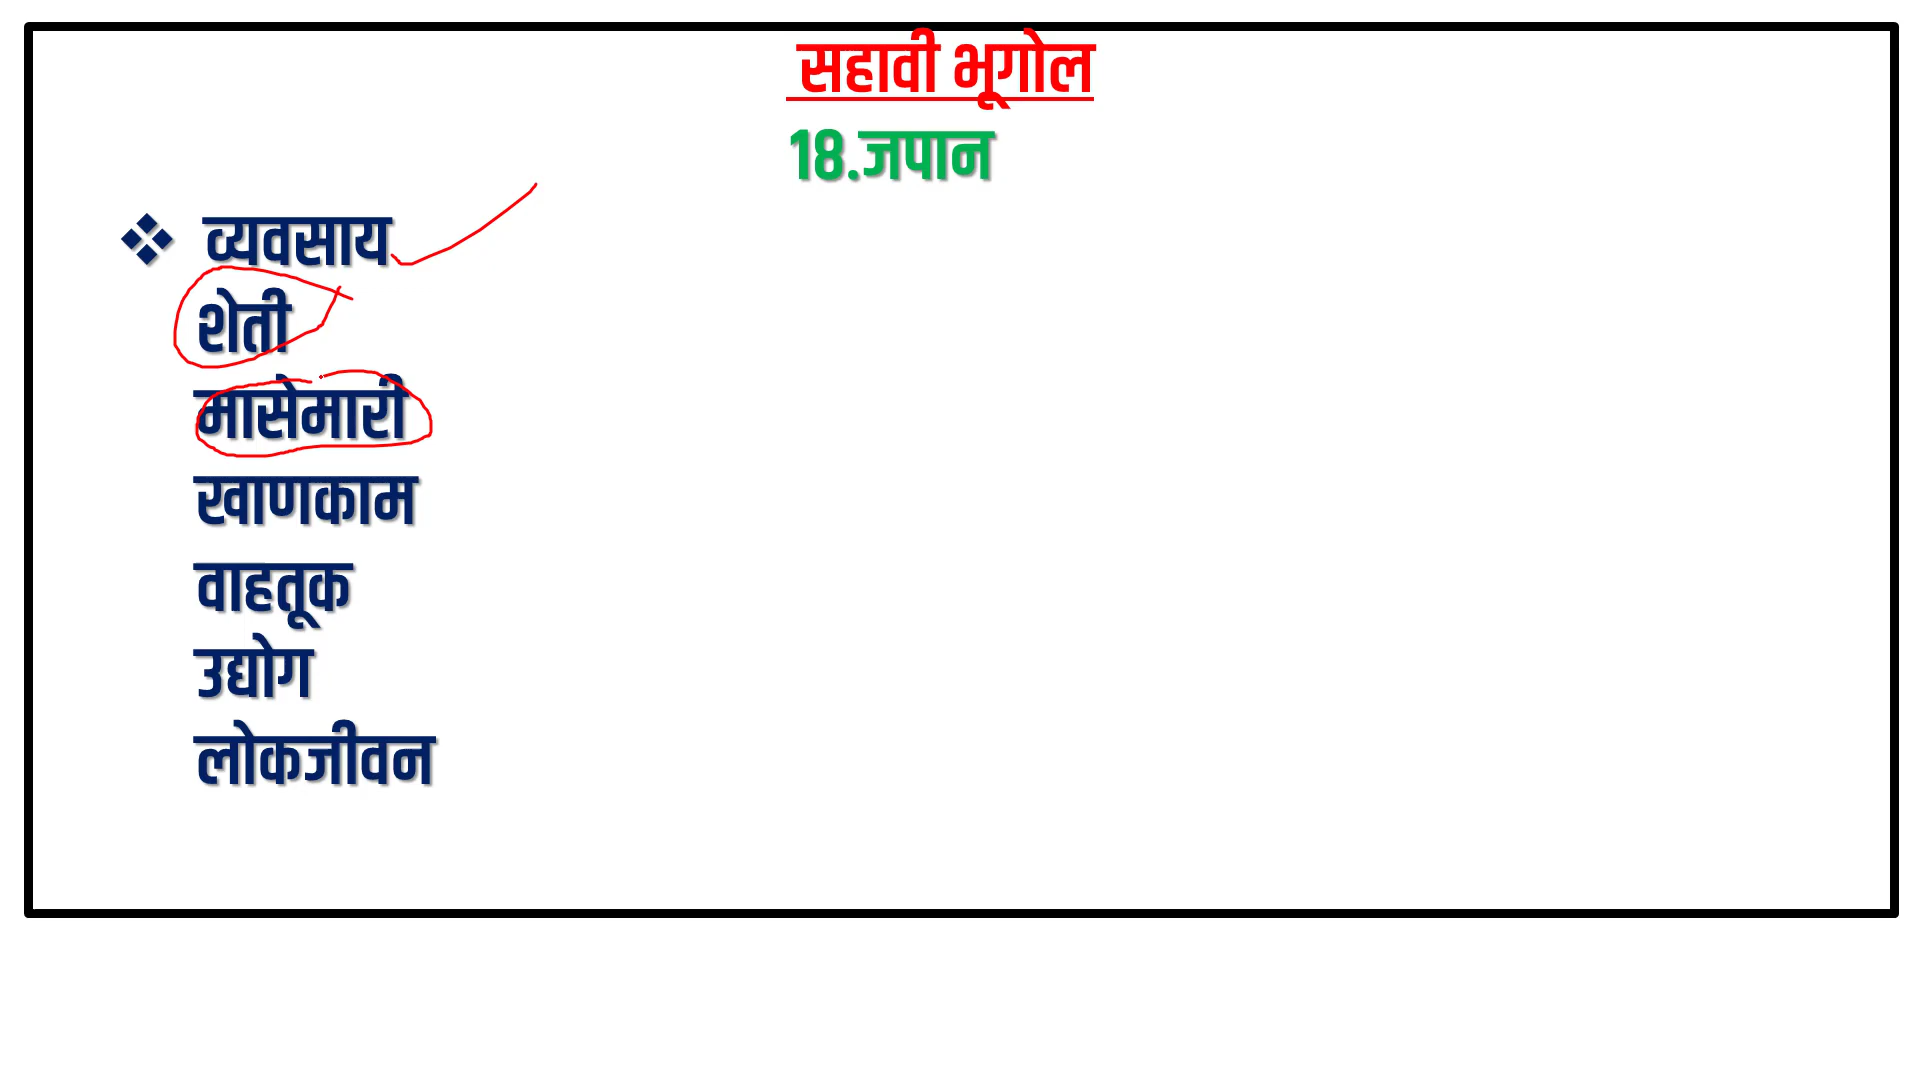 सहावी भूगोल
18.जपान
❖ व्यवसाय
शेती
मासेमारी
खाणकाम
वाहतूक
उद्योग
लोकजीवन